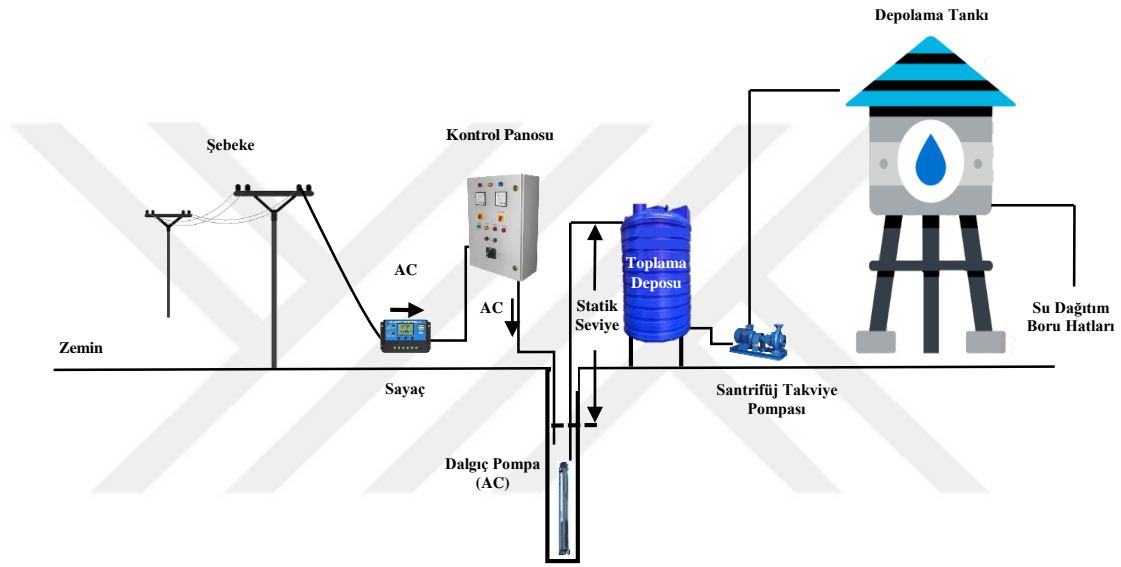 Depolama Tankı
Kontrol Panosu
Şebeke
AC
Toplama
Deposu
AC
Statik
Seviye
Su Dağıtım
Boru Hatları
Zemin
Sayaç
Santrifüj Takviye
Pompası
Dalgıç Pompa
(AC)